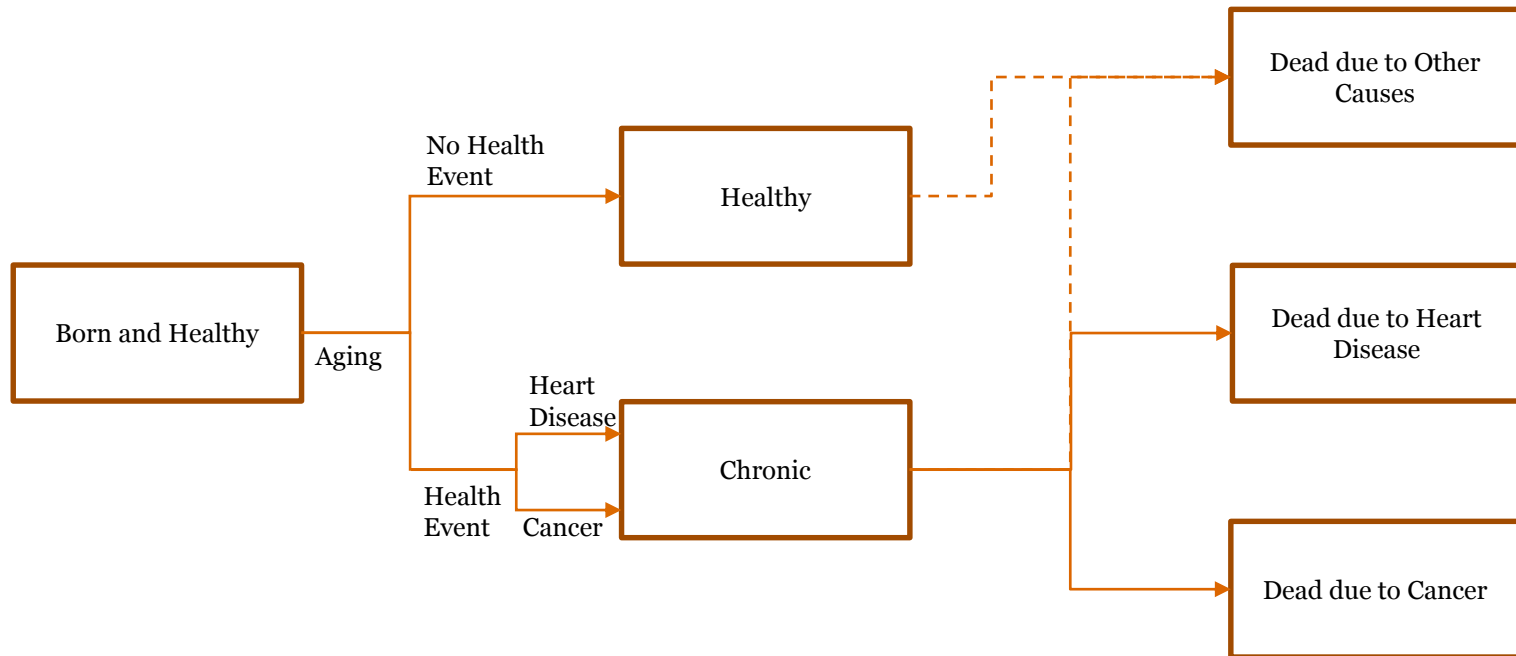 Dead due to Other
Causes
No Health
Event
Healthy
Born and Healthy
Aging
Dead due to Heart
Disease
Heart
Disease
Chronic
Health
Event
Cancer
Dead due to Cancer